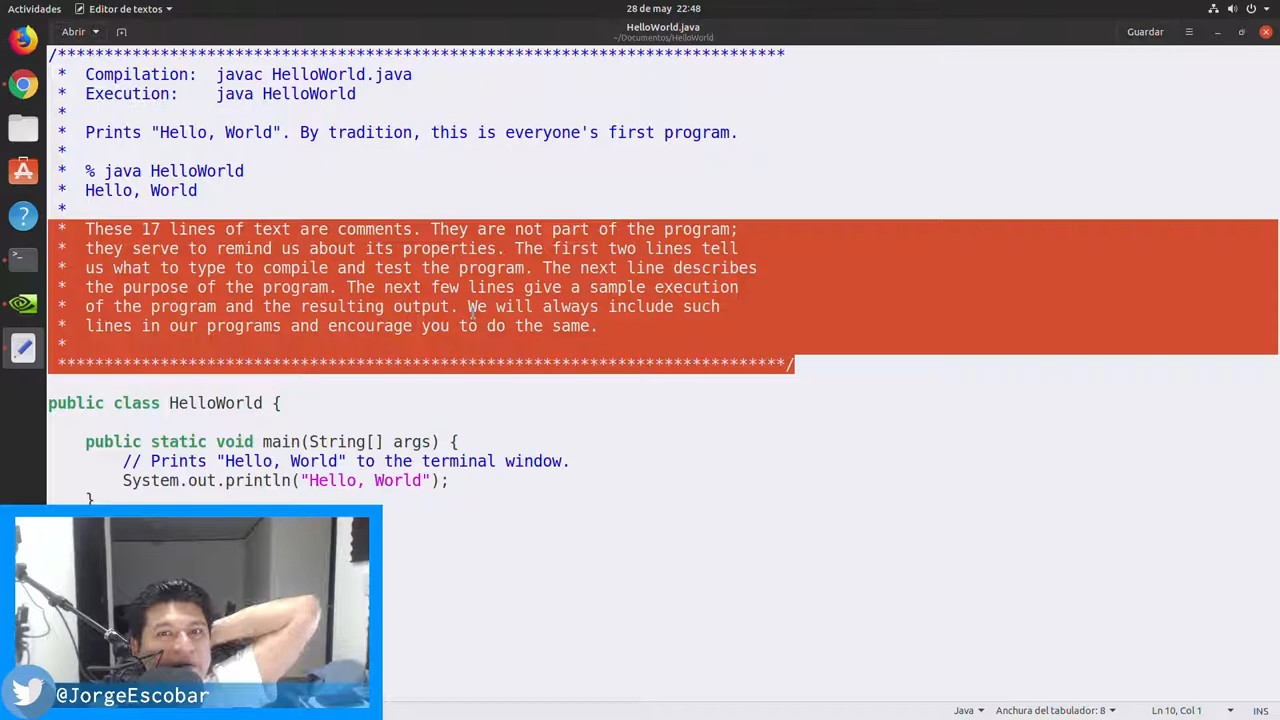 Actividades
Editor de textos
28 de may 22:48
Abrir
HelloWorld.java
~/Documentos/HelloWorld
Guardar
/******************************************************************************
 *  Compilation:  javac HelloWorld.java
 *  Execution:    java HelloWorld
 *
 *  Prints "Hello, World". By tradition, this is everyone's first program.
 *
 *  % java HelloWorld
 *  Hello, World
 *
 *  These 17 lines of text are comments. They are not part of the program;
 *  they serve to remind us about its properties. The first two lines tell
 *  us what to type to compile and test the program. The next line describes
 *  the purpose of the program. The next few lines give a sample execution
 *  of the program and the resulting output. We will always include such
 *  lines in our programs and encourage you to do the same.
 *
 ******************************************************************************/
public class HelloWorld {
    public static void main(String[] args) {
        // Prints "Hello, World" to the terminal window.
        System.out.println("Hello, World");
    }
@JorgeEscobar
Java
Anchura del tabulador: 8
Ln 10, Col 1
INS